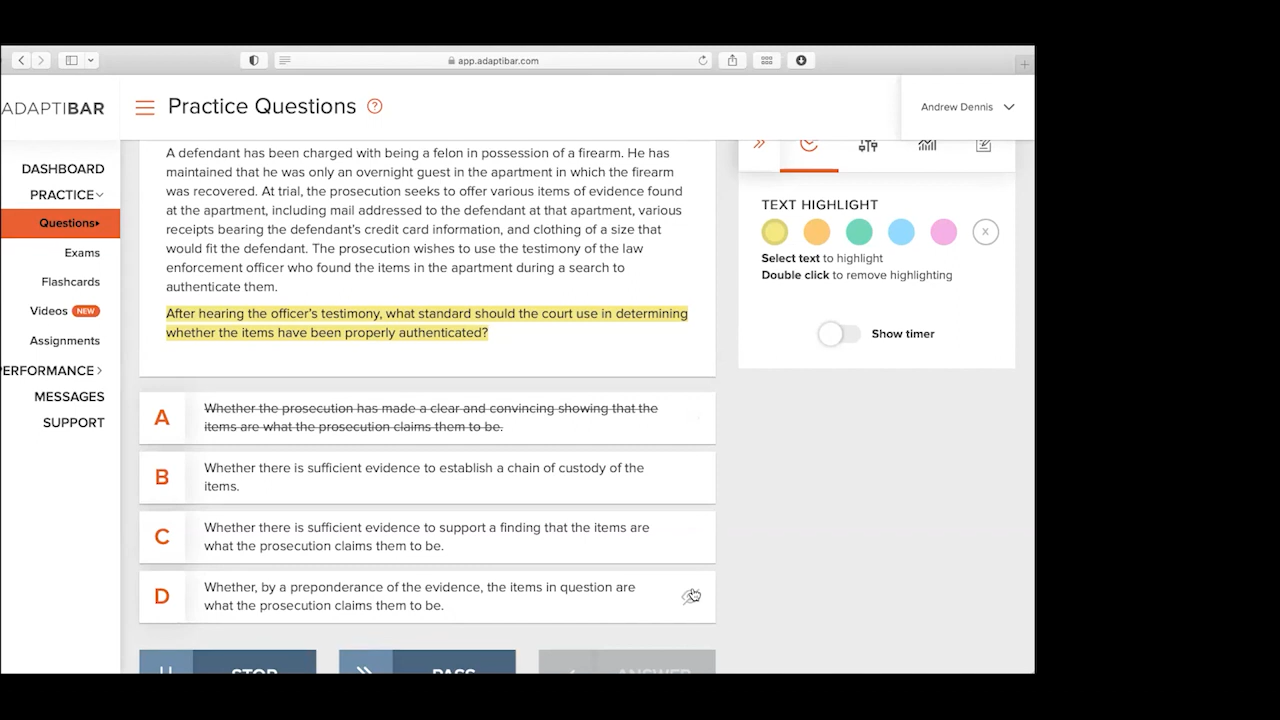 app.adaptibar.com
ADAPTIBAR
Practice Questions ?
Andrew Dennis
DASHBOARD
PRACTICE
Questions
Exams
Flashcards
Videos NEW
Assignments
PERFORMANCE
MESSAGES
SUPPORT
A defendant has been charged with being a felon in possession of a firearm. He has
maintained that he was only an overnight guest in the apartment in which the firearm
was recovered. At trial, the prosecution seeks to offer various items of evidence found
at the apartment, including mail addressed to the defendant at that apartment, various
receipts bearing the defendant's credit card information, and clothing of a size that
would fit the defendant. The prosecution wishes to use the testimony of the law
enforcement officer who found the items in the apartment during a search to
authenticate them.
After hearing the officer's testimony, what standard should the court use in determining
whether the items have been properly authenticated?
A
Whether the prosecution has made a clear and convincing showing that the
items are what the prosecution claims them to be.
B
Whether there is sufficient evidence to establish a chain of custody of the
items.
C
Whether there is sufficient evidence to support a finding that the items are
what the prosecution claims them to be.
D
Whether, by a preponderance of the evidence, the items in question are
what the prosecution claims them to be.
STOP
PASS
ANSWER
TEXT HIGHLIGHT
X
Select text to highlight
Double click to remove highlighting
Show timer